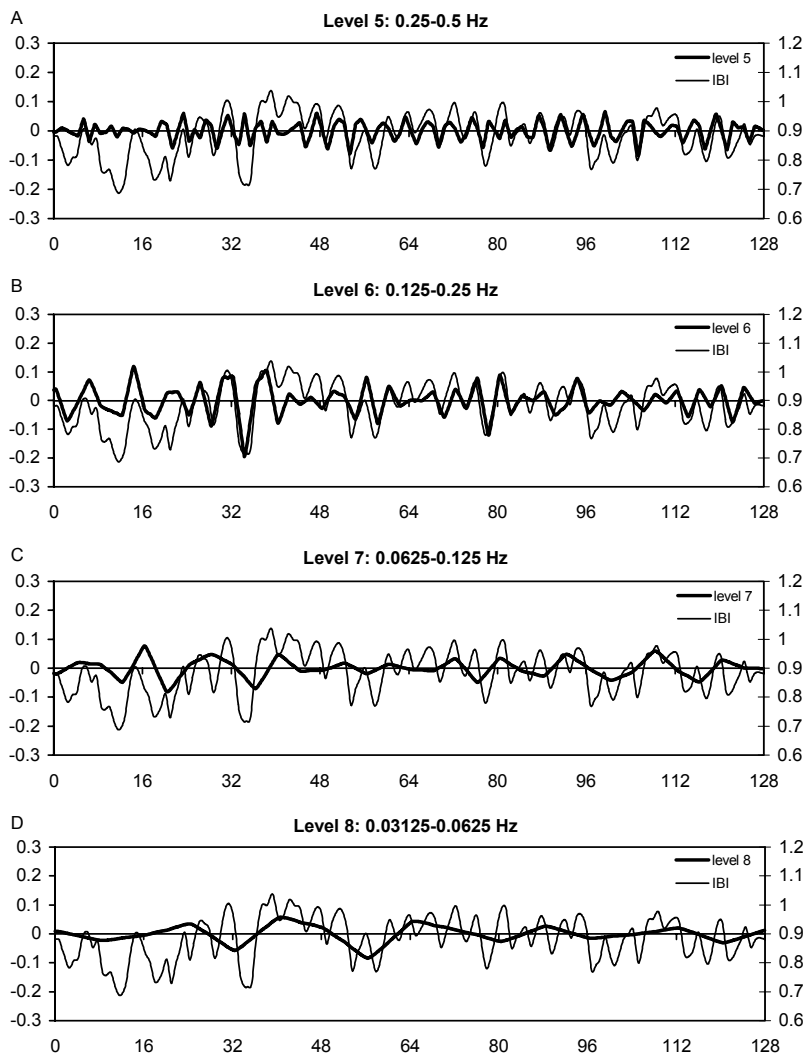 A
Level 5: 0.25-0.5 Hz
0.3 1.2
level 5
0.2 1.1
IBI
0.1 1
0 0.9
-0.1 0.8
-0.2 0.7
-0.3 0.6
0 16 32 48 64 80 96 112 128
B
Level 6: 0.125-0.25 Hz
0.3 1.2
level 6
0.2 1.1
IBI
0.1 1
0 0.9
-0.1 0.8
-0.2 0.7
-0.3 0.6
0 16 32 48 64 80 96 112 128
C
Level 7: 0.0625-0.125 Hz
0.3 1.2
level 7
0.2 1.1
IBI
0.1 1
0 0.9
-0.1 0.8
-0.2 0.7
-0.3 0.6
0 16 32 48 64 80 96 112 128
D
Level 8: 0.03125-0.0625 Hz
0.3 1.2
level 8
0.2 1.1
IBI
0.1 1
0 0.9
-0.1 0.8
-0.2 0.7
-0.3 0.6
0 16 32 48 64 80 96 112 128